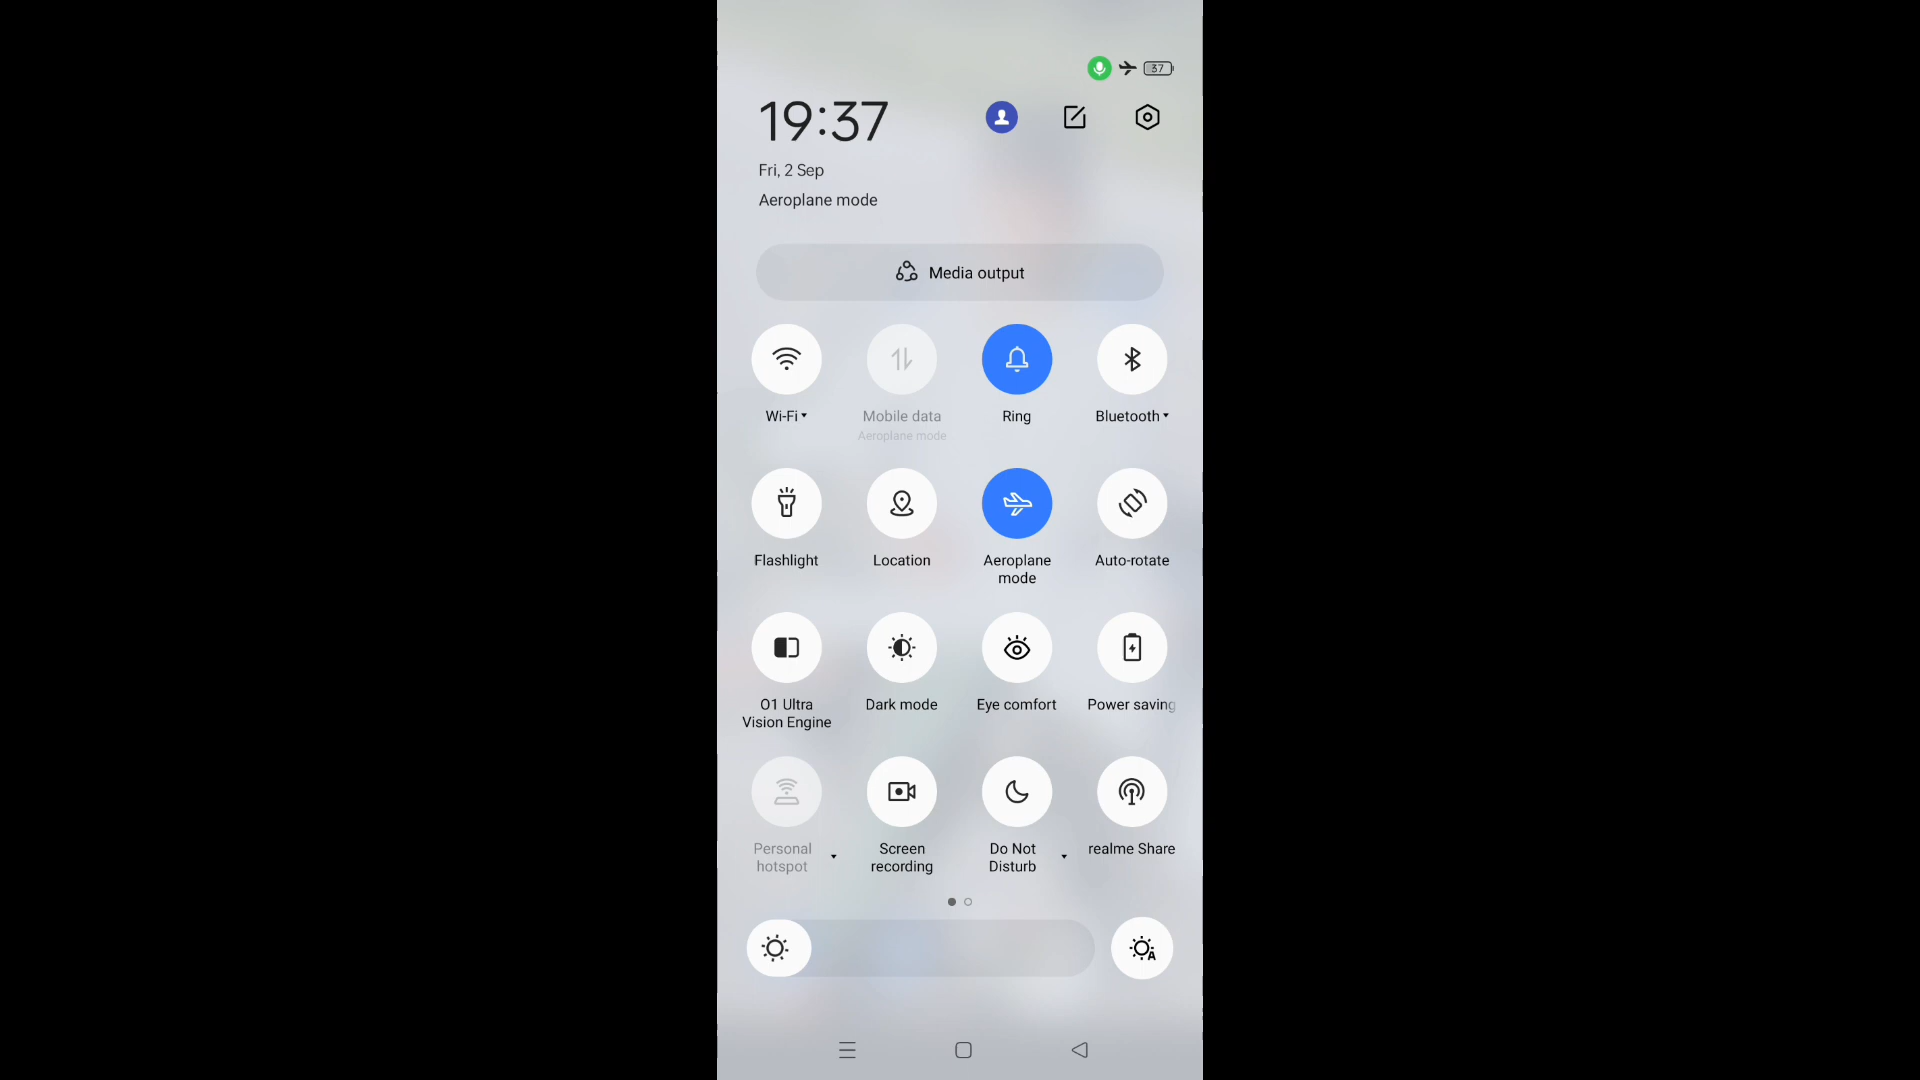 37
19:37
Fri, 2 Sep
Aeroplane mode
Media output
Wi-Fi
Mobile data
Aeroplane mode
Ring
Bluetooth
Flashlight
Location
Aeroplane
mode
Auto-rotate
O1 Ultra
Vision Engine
Dark mode
Eye comfort
Power saving
Personal
hotspot
Screen
recording
Do Not
Disturb
realme Share
A